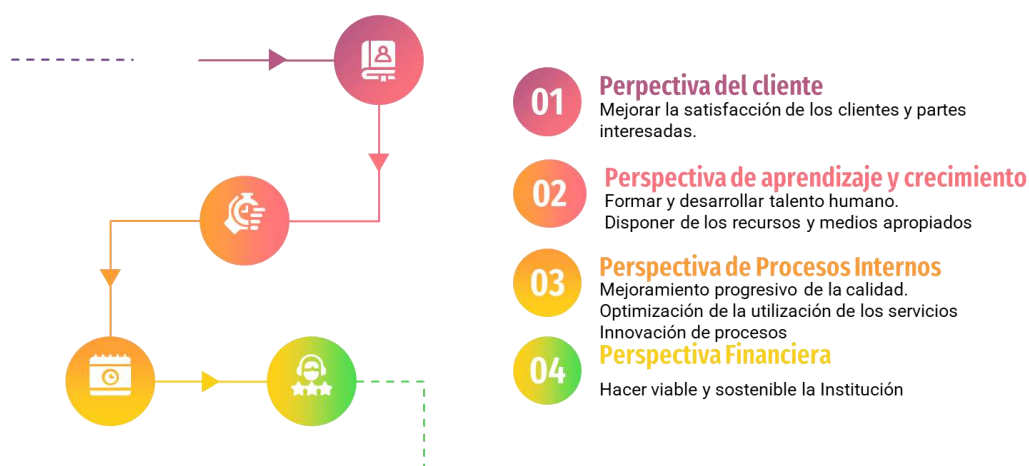 01
Perpectiva del cliente
Mejorar la satisfacción de los clientes y partes
interesadas.
02
Perspectiva de aprendizaje y crecimiento
Formar y desarrollar talento humano.
Disponer de los recursos y medios apropiados
03
Perspectiva de Procesos Internos
Mejoramiento progresivo de la calidad.
Optimización de la utilización de los servicios
Innovación de procesos
04
Perspectiva Financiera
Hacer viable y sostenible la Institución